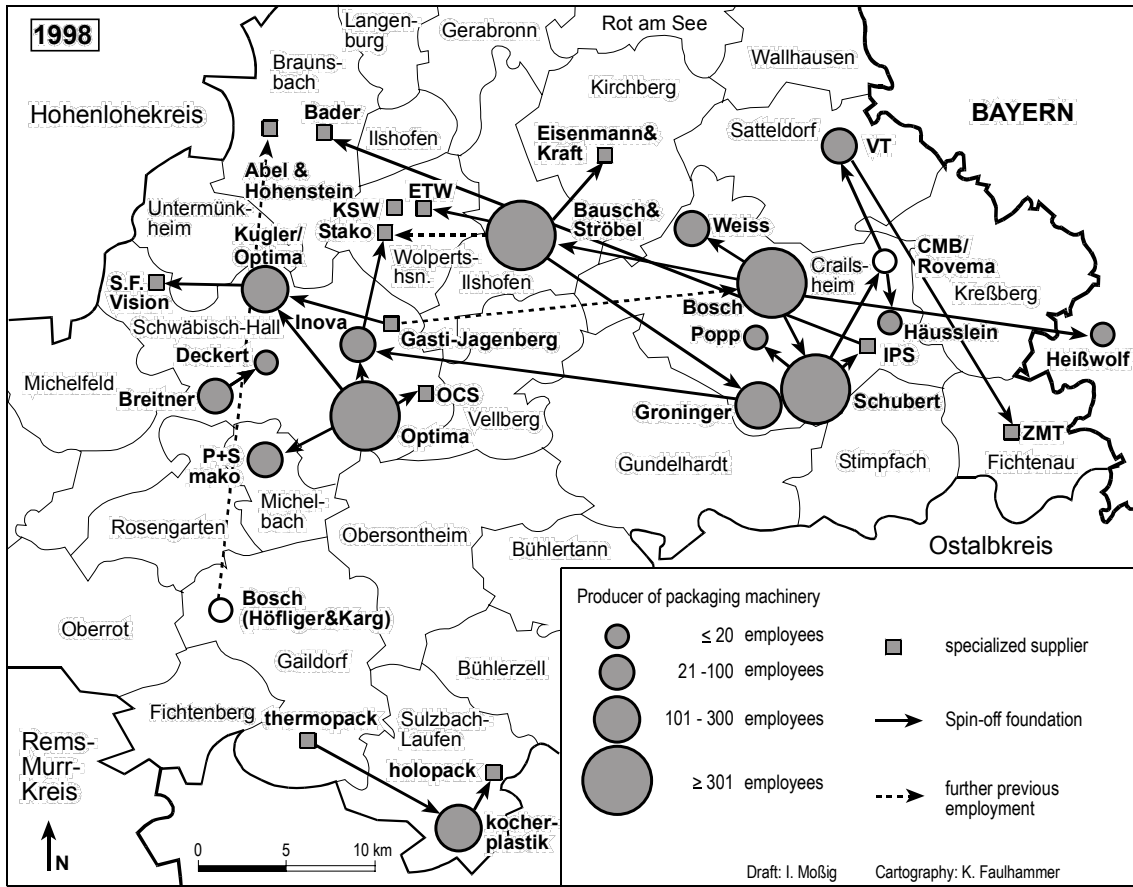 1998
Langen-
burg
Gerabronn
Rot am See
Wallhausen
Brauns-
bach
Hohenlohekreis
Bader
Ilshofen
Kirchberg
BAYERN
Satteldorf
VT
Eisenmann&
Kraft
Abel &
Hohenstein
ETW
KSW
Stako
Untermünk-
heim
Kugler/
Optima
Bausch&
Ströbel
Weiss
CMB/
Rovema
Wolperts-
hsn.
Ilshofen
Crails-
heim
Kreßberg
S.F.
Vision
Schwäbisch-Hall
Inova
Gasti-Jagenberg
Bosch
Popp
Häusslein
IPS
Heißwolf
Deckert
Michelfeld
Breitner
OCS
Optima
Vellberg
Groninger
Schubert
ZMT
Fichtenau
P+S
mako
Gundelhardt
Stimpfach
Michel-
bach
Rosengarten
Obersontheim
Bühlertann
Ostalbkreis
Bosch
(Höfliger&Karg)
Oberrot
Gaildorf
Bühlerzell
Fichtenberg
thermopack
Sulzbach-
Laufen
holopack
Rems-
Murr-
Kreis
kocher-
plastik
N
0 5 10 km
Producer of packaging machinery
≤ 20 employees
21 -100 employees
101 - 300 employees
≥ 301 employees
specialized supplier
Spin-off foundation
further previous
employment
Draft: I. Moßig
Cartography: K. Faulhammer